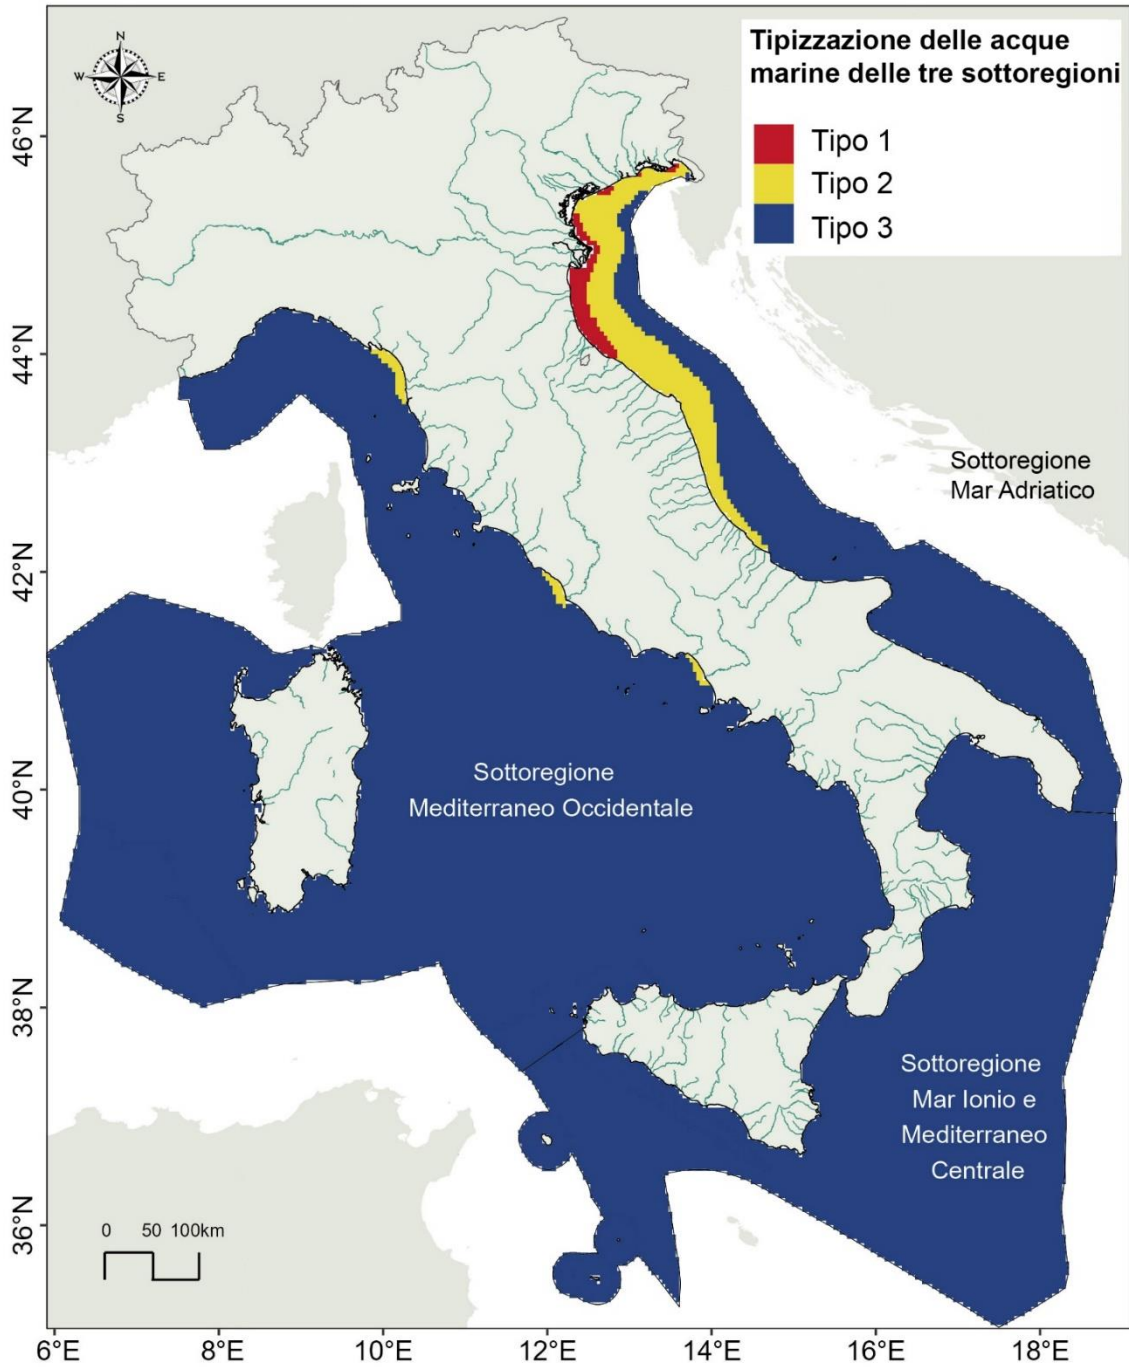 Tipizzazione delle acque
marine delle tre sottoregioni
Tipo 1
Tipo 2
Tipo 3
N
W
E
S
46°N
44°N
42°N
40°N
38°N
36°N
Sottoregione
Mar Adriatico
Sottoregione
Mediterraneo Occidentale
Sottoregione
Mar Ionio e
Mediterraneo
Centrale
0 50 100km
6°E 8°E 10°E 12°E 14°E 16°E 18°E